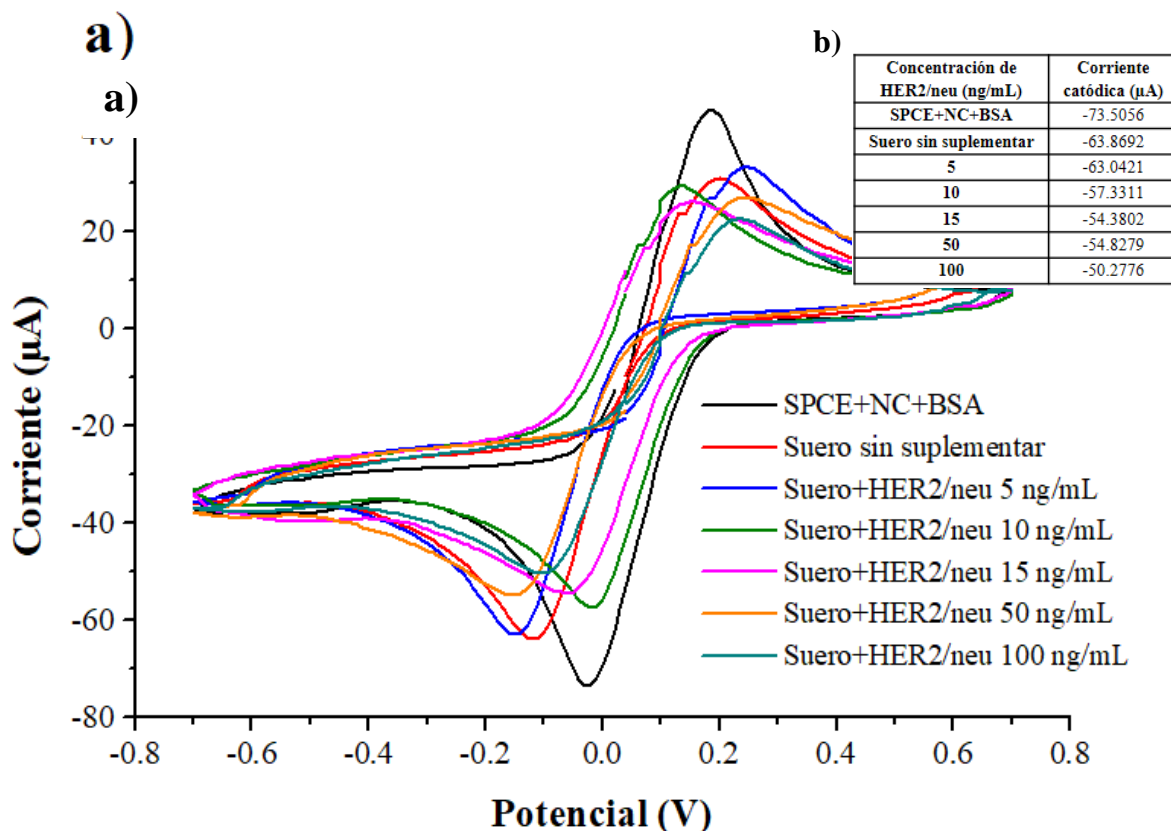 a)
b)
a)
Concentración de HER2/neu (ng/mL) Corriente catódica (µA)
SPCE+NC+BSA -73.5056
Suero sin suplementar -63.8692
5 -63.0421
10 -57.3311
15 -54.3802
50 -54.8279
100 -50.2776
40
20
0
-20
-40
-60
-80
Corriente (µA)
SPCE+NC+BSA
Suero sin suplementar
Suero+HER2/neu 5 ng/mL
Suero+HER2/neu 10 ng/mL
Suero+HER2/neu 15 ng/mL
Suero+HER2/neu 50 ng/mL
Suero+HER2/neu 100 ng/mL
-0.8 -0.6 -0.4 -0.2 0.0 0.2 0.4 0.6 0.8
Potencial (V)